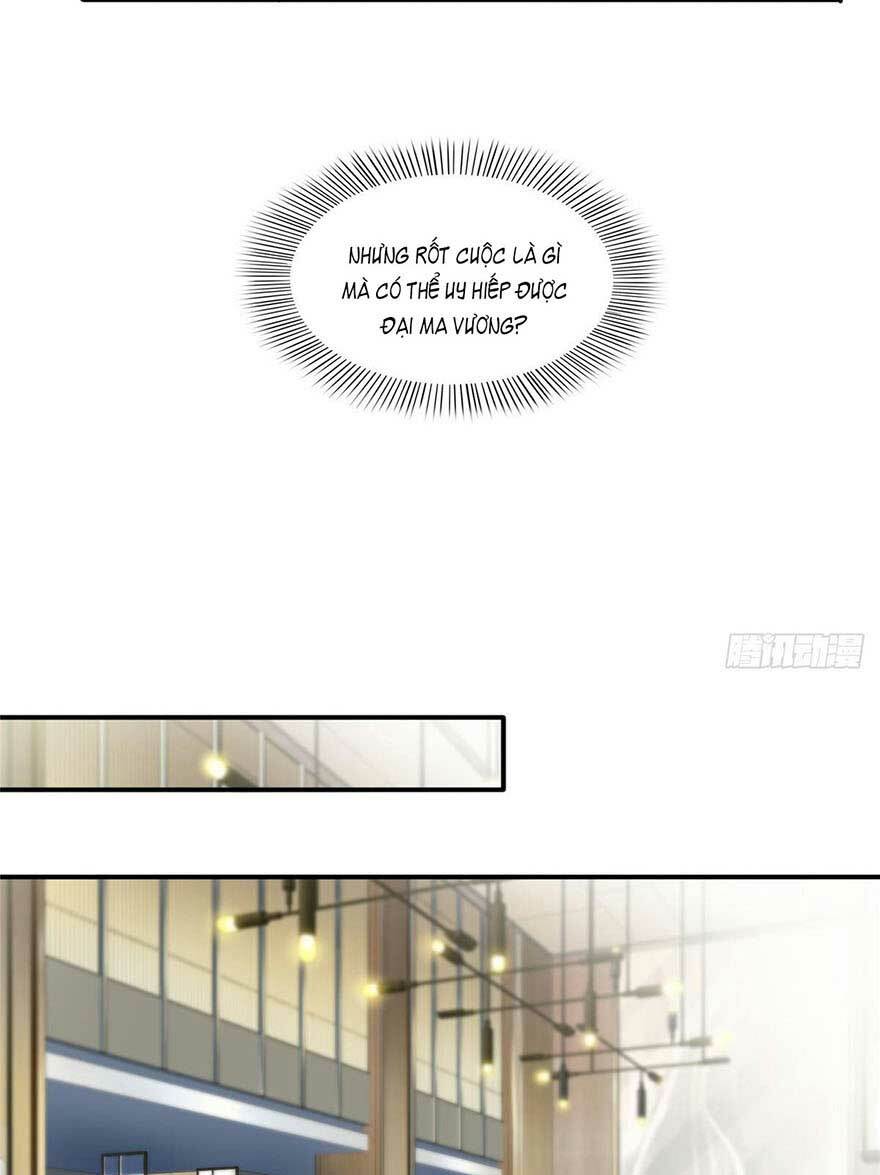 NHƯNG RỐT CUỘC LÀ GÌ
MÀ CÓ THỂ UY HIẾP ĐƯỢC
ĐẠI MA VƯƠNG?
腾讯动漫